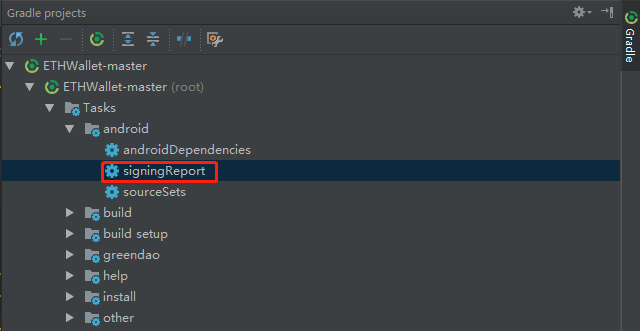 Gradle projects
Gradle
ETHWallet-master
ETHWallet-master (root)
Tasks
android
androidDependencies
signingReport
sourceSets
build
build setup
greendao
help
install
other